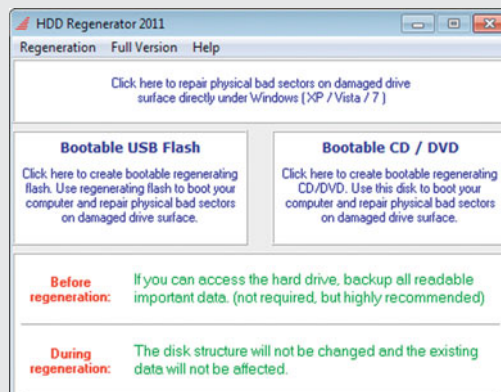 HDD Regenerator 2011
Regeneration Full Version Help
Click here to repair physical bad sectors on damaged drive
surface directly under Windows (XP / Vista / 7)
Bootable USB Flash
Click here to create bootable regenerating
flash. Use regenerating flash to boot your
computer and repair physical bad sectors
on damaged drive surface.
Bootable CD / DVD
Click here to create bootable regenerating
CD/DVD. Use this disk to boot your
computer and repair physical bad sectors
on damaged drive surface.
Before
regeneration:
If you can access the hard drive, backup all readable
important data. (not required, but highly recommended)
During
regeneration:
The disk structure will not be changed and the existing
data will not be affected.